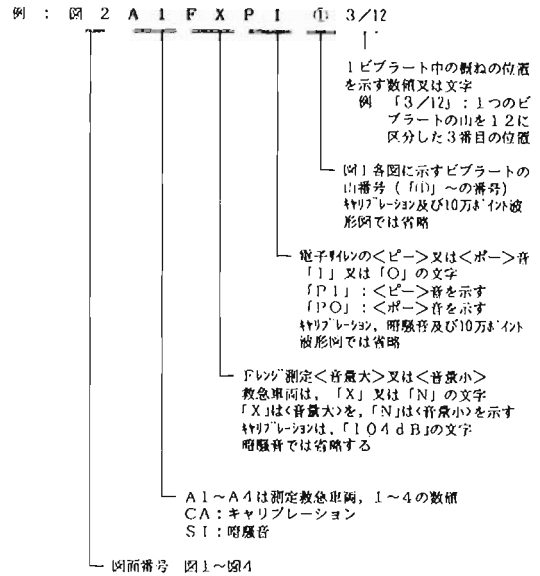 例 : 図 2 A 1 F X P I ① 3/12
1ビブラート中の概ねの位置
を示す数値又は文字
例 「3/12」:1つのビ
ブラートの山を12に
区分した3番目の位置
図1各図に示すビブラートの
山番号(「①」~の番号)
キャリブレーション及び10万ポイント波
形図では省略
電子サイレンの<ピー>又は<ポー>音
「I」又は「O」の文字
「PI」:<ピー>音を示す
「PO」:<ポー>音を示す
キャリブレーション,暗騒音及び10万ポイント
波形図では省略
Fレンジ測定<音量大>又は<音量小>
救急車両は,「X」又は「N」の文字
「X」は<音量大>を,「N」は<音量小>を示す
キャリブレーションは,「104dB」の文字
暗騒音では省略する
A1~A4は測定救急車両,1~4の数値
CA:キャリブレーション
SI:暗騒音
図面番号 図1~図4